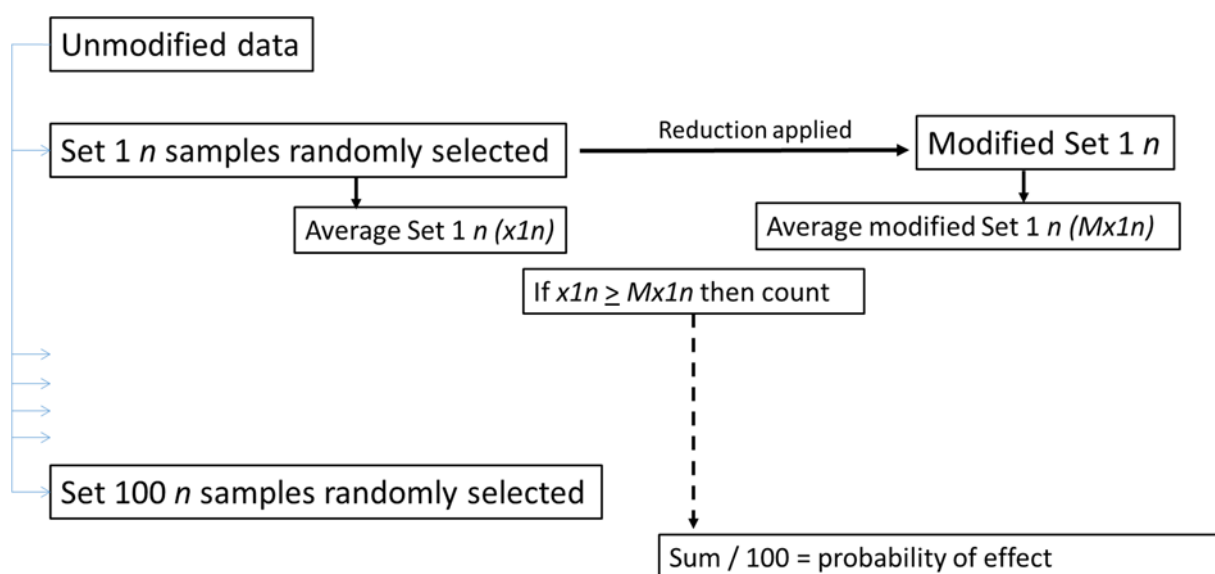 Unmodified data
Set 1 n samples randomly selected
Reduction applied
Modified Set 1 n
Average Set 1 n (x1n)
Average modified Set 1 n (Mx1n)
If x1n ≥ Mx1n then count
Set 100 n samples randomly selected
Sum / 100 = probability of effect